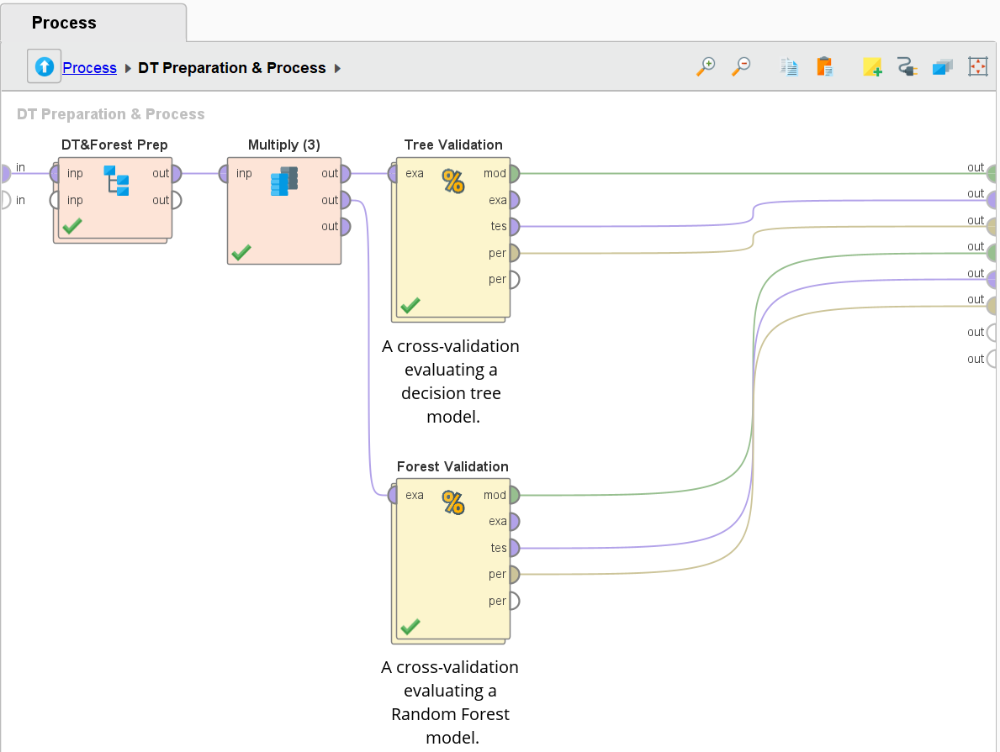 Process
Process DT Preparation & Process
DT Preparation & Process
DT&Forest Prep
Multiply (3)
Tree Validation
in
in
inp
out
inp
out
inp
out
out
out
exa
mod
exa
tes
per
per
out
out
out
out
out
out
out
out
A cross-validation
evaluating a
decision tree
model.
Forest Validation
exa
mod
exa
tes
per
per
A cross-validation
evaluating a
Random Forest
model.